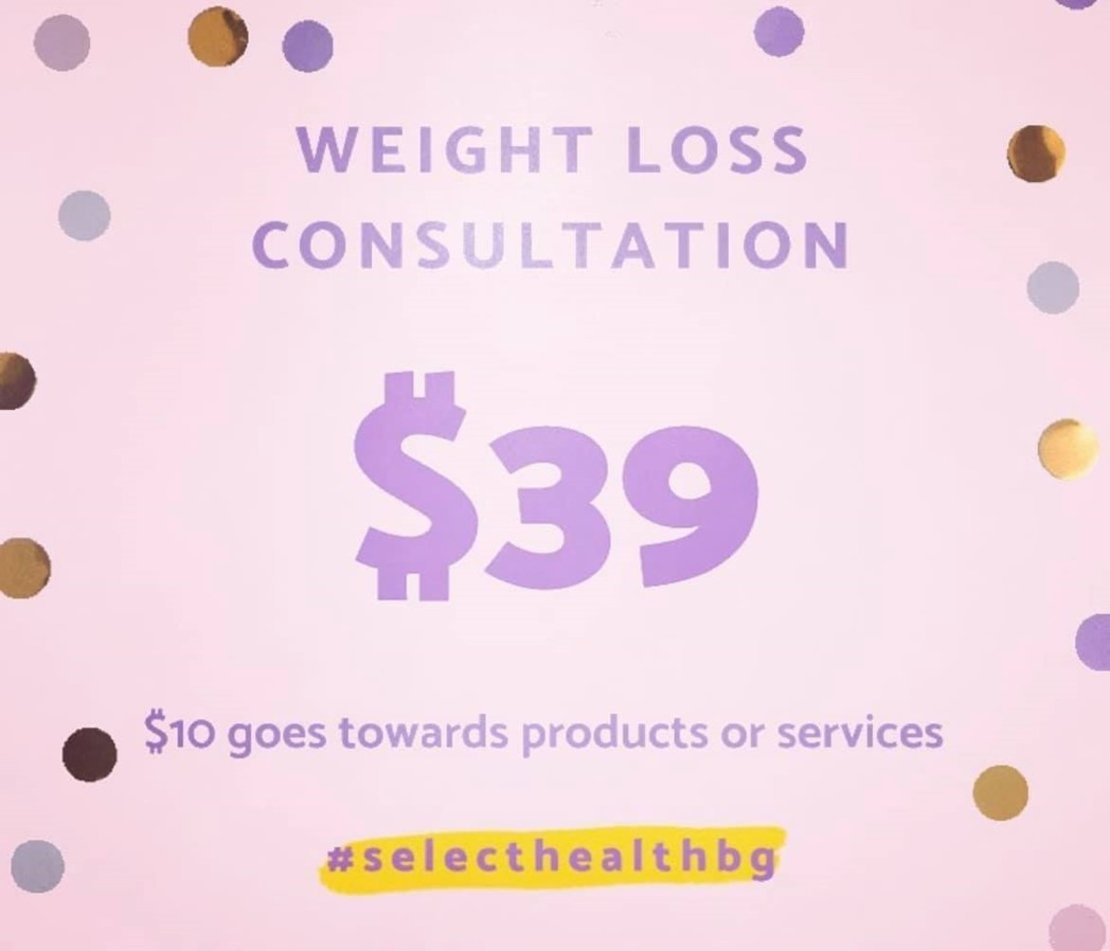 WEIGHT LOSS
CONSULTATION
$39
$10 goes towards products or services
#selecthealthbg